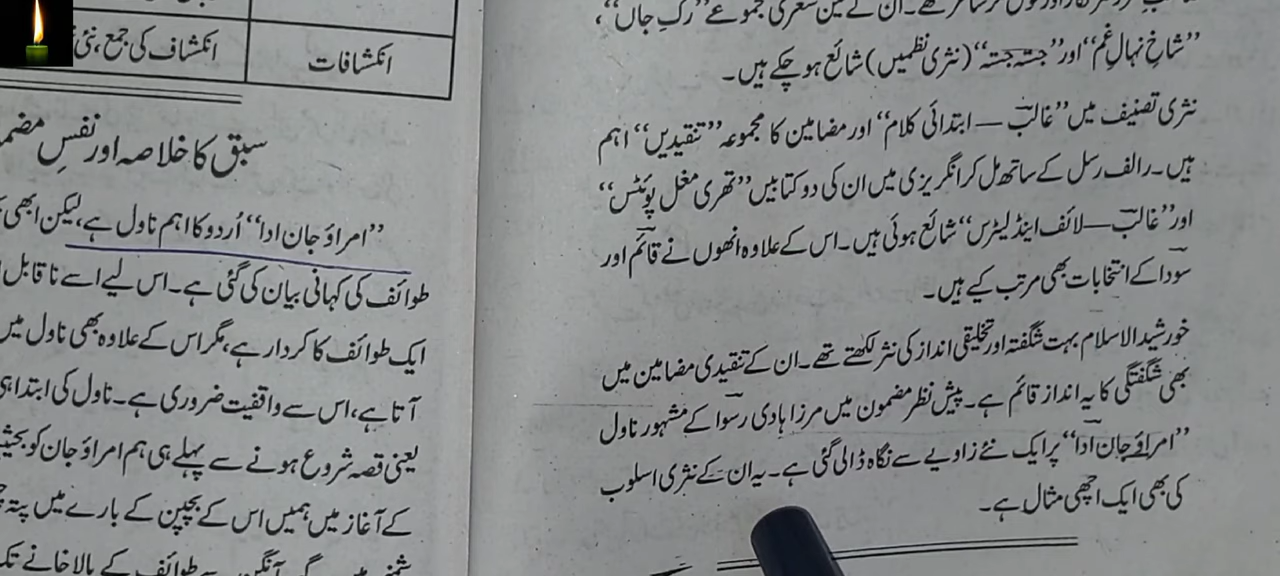 شعری مجموعے ”رگِ جاں“،
”شاخِ نہالِ غم“ اور ”جستہ جستہ“ (نثری نظمیں) شائع ہوچکے ہیں۔
نثری تصنیف میں ”غالبؔ — ابتدائی کلام“ اور مضامین کا مجموعہ ”تنقیدیں“ اہم
ہیں۔ رالف رسل کے ساتھ مل کر انگریزی میں ان کی دو کتابیں ”تھری مغل پوئٹس“
اور ”غالبؔ — لائف اینڈ لیٹرس“ شائع ہوئی ہیں۔ اس کے علاوہ انھوں نے قائمؔ اور
سوداؔ کے انتخابات بھی مرتب کیے ہیں۔
خورشید الاسلام بہت شگفتہ اور تخلیقی انداز کی نثر لکھتے تھے۔ ان کے تنقیدی مضامین میں
بھی شگفتگی کا یہ انداز قائم ہے۔ پیش نظر مضمون میں مرزا ہادی رسواؔ کے مشہور ناول
”امراؤ جان اداؔ“ پر ایک نئے زاویے سے نگاہ ڈالی گئی ہے۔ یہ ان کے نثری اسلوب
کی بھی ایک اچھی مثال ہے۔
انکشافات
انکشاف کی جمع، نئی
سبق کا خلاصہ اور نفسِ
”امراؤ جان ادا“ اُردو کا اہم ناول ہے، لیکن ابھی
طوائف کی کہانی بیان کی گئی ہے۔ اس لیے اسے ناقابل
ایک طوائف کا کردار ہے، مگر اس کے علاوہ بھی ناول میں
آتا ہے، اس سے واقفیت ضروری ہے۔ ناول کی ابتدا ہی
یعنی قصہ شروع ہونے سے پہلے ہی ہم امراؤ جان کو
کے آغاز میں ہمیں اس کے بچپن کے بارے میں پتہ
طوائف کے بالاخانے تک